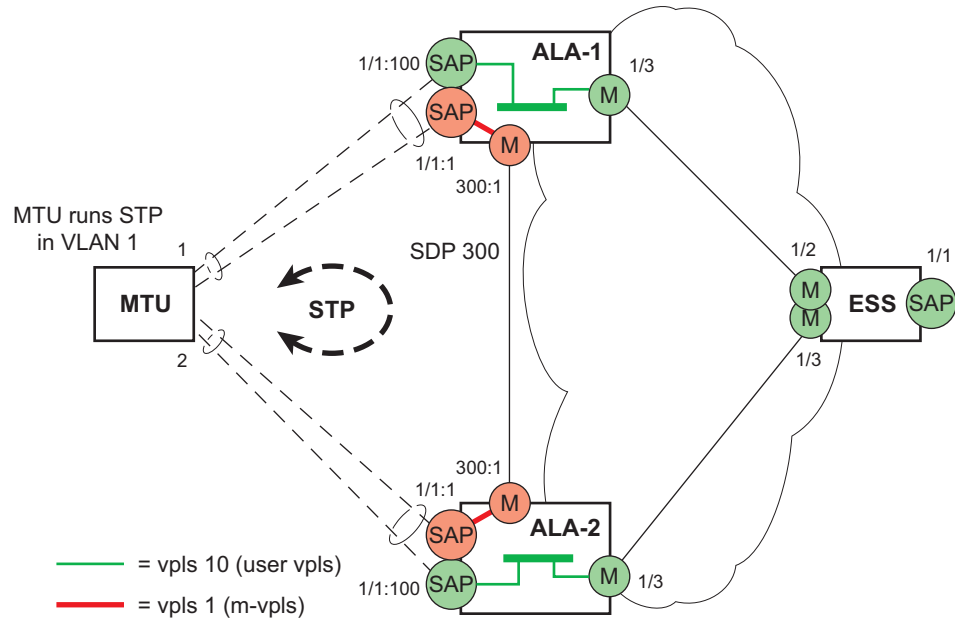 SAP
1/1:100
ALA-1
1/3
M
SAP
M
1/1:1
300:1
MTU runs STP
in VLAN 1
1
SDP 300
1/2
1/1
MTU
STP
M
ESS
SAP
M
2
1/3
300:1
1/1:1
M
SAP
ALA-2
= vpls 10 (user vpls)
SAP
M
1/3
1/1:100
= vpls 1 (m-vpls)